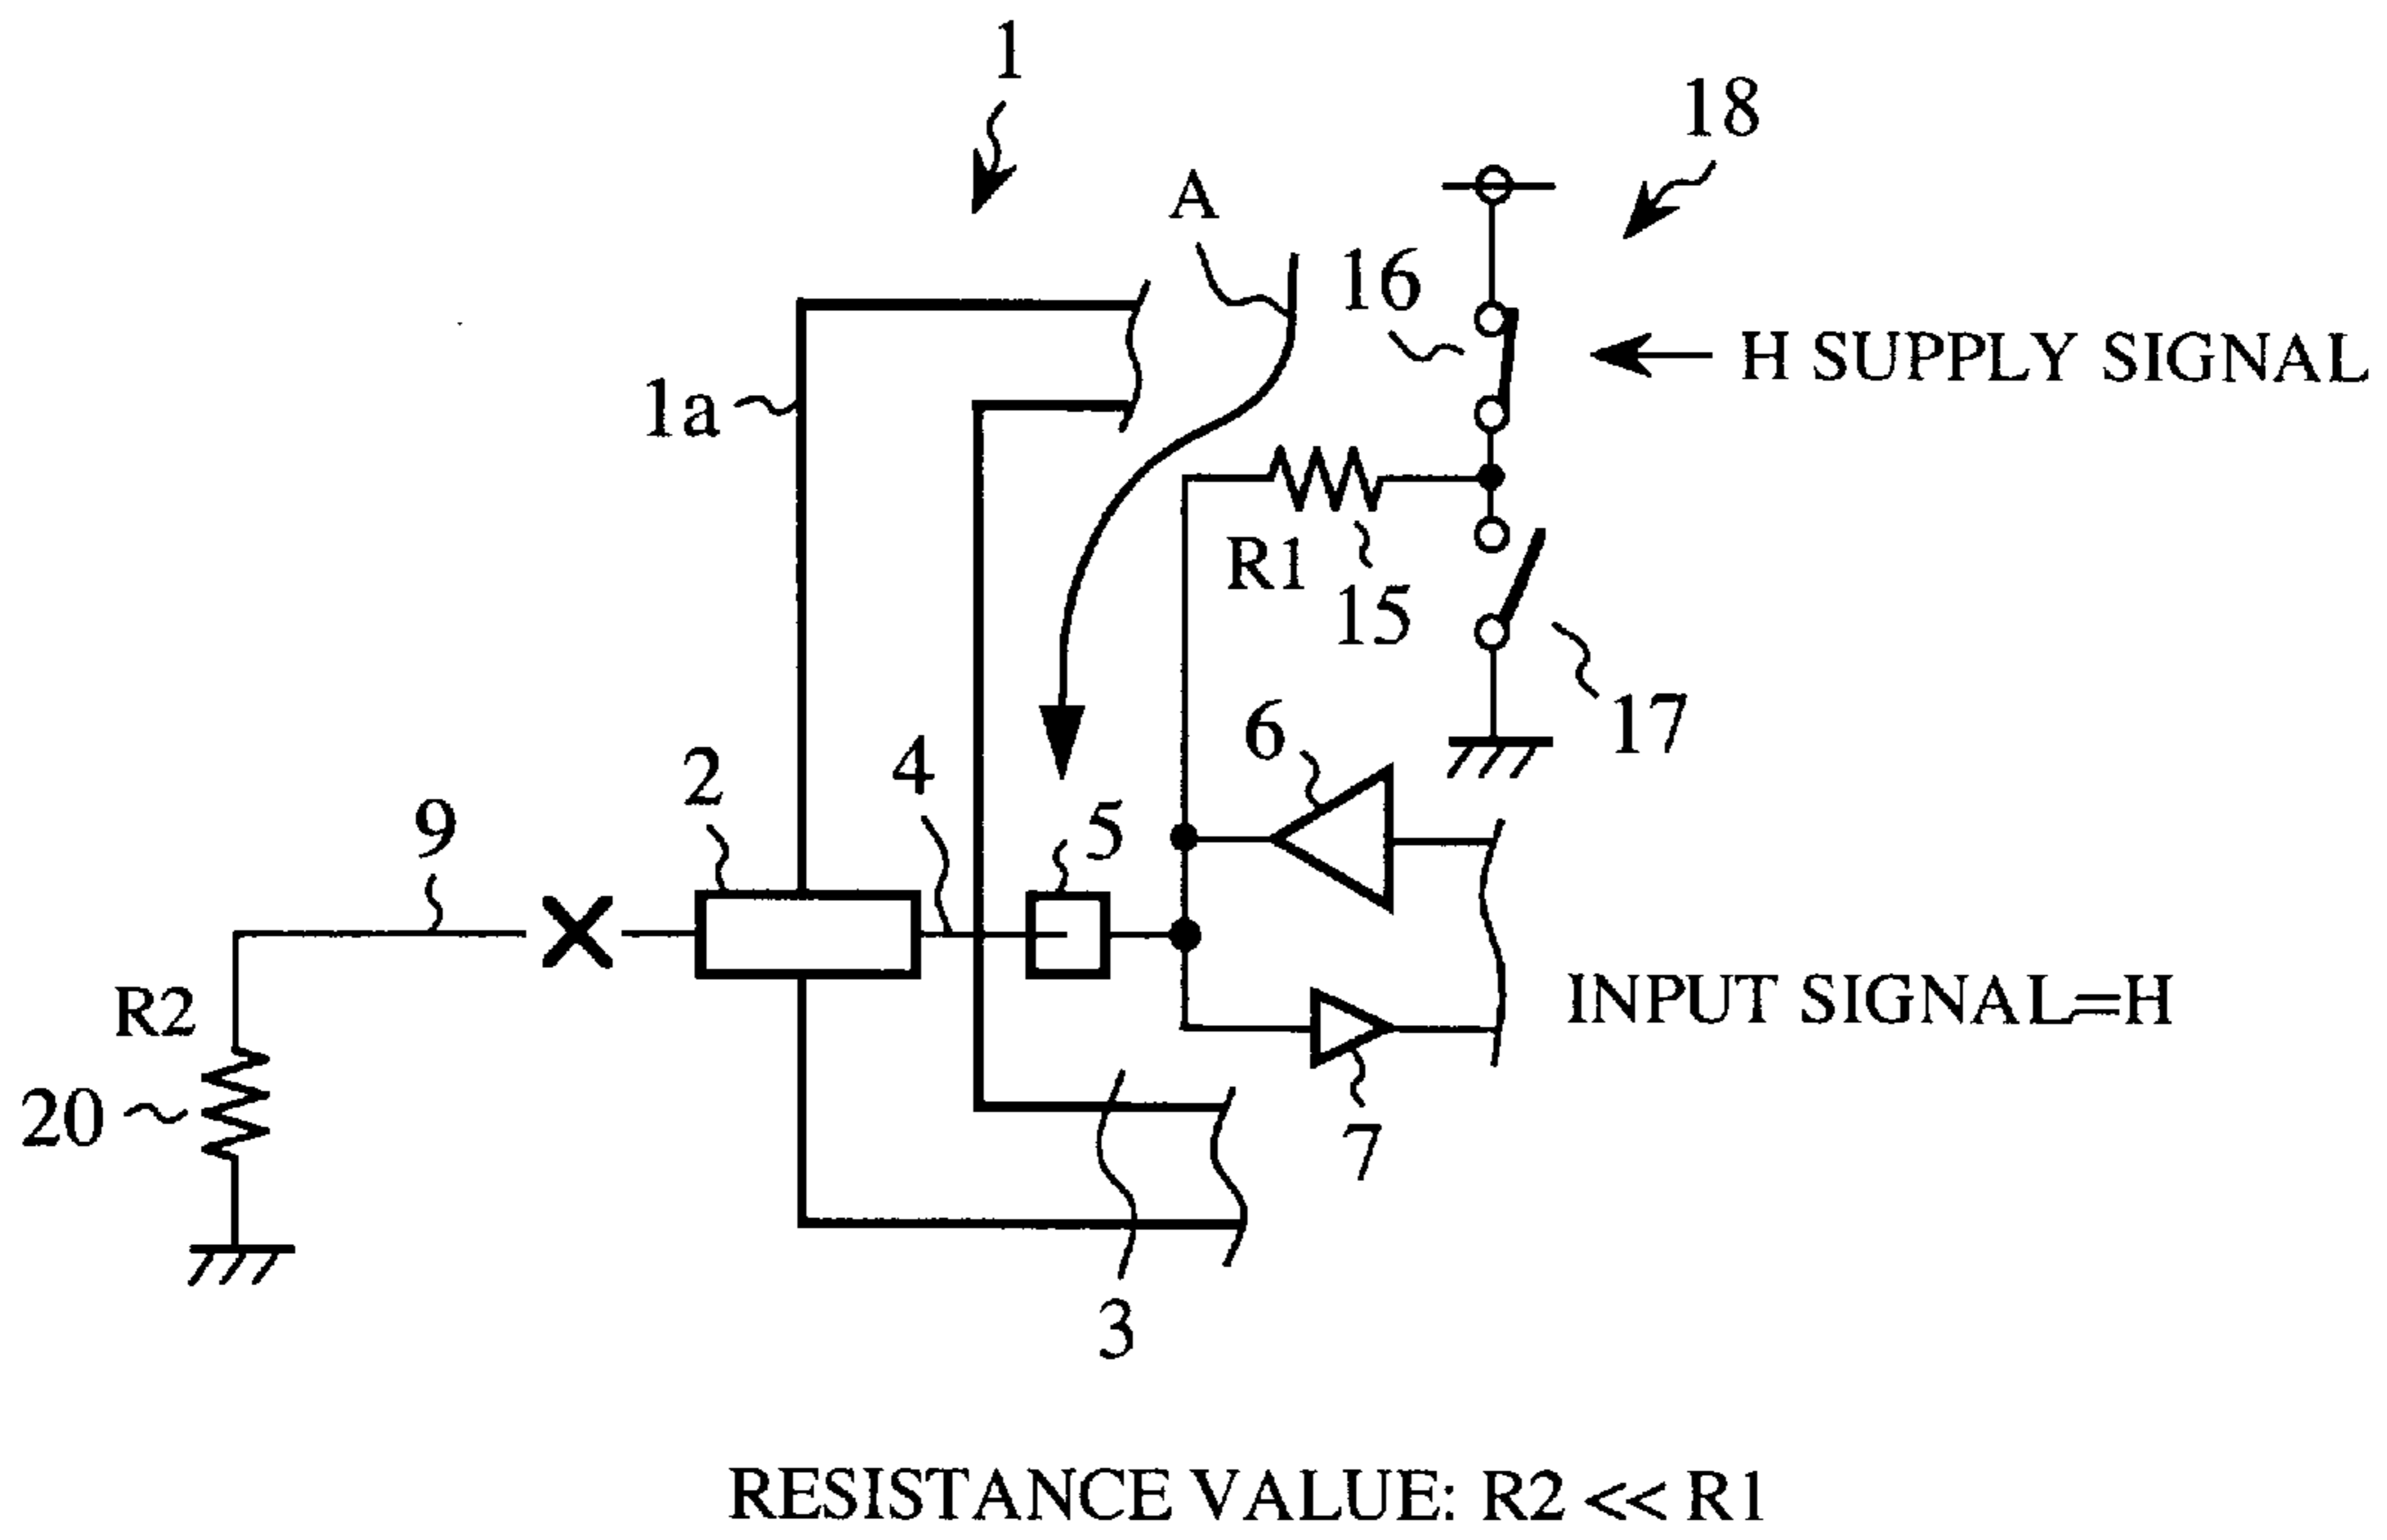 1
18
A
16
H SUPPLY SIGNAL
1a
R1
15
17
6
2
4
5
9
INPUT SIGNAL=H
R2
20
7
3
RESISTANCE VALUE: R2 << R1